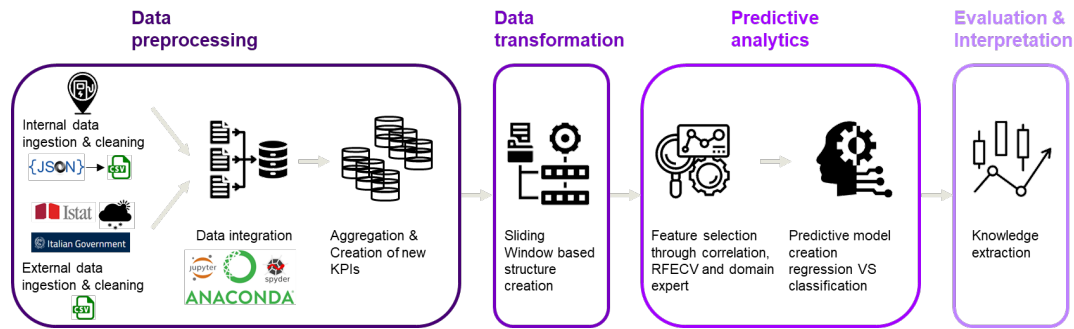 Data
preprocessing
Data
transformation
Predictive
analytics
Evaluation &
Interpretation
Internal data
ingestion & cleaning
{JSON}
CSV
Istat
Italian Government
External data
ingestion & cleaning
CSV
Data integration
jupyter
spyder
ANACONDA
Aggregation &
Creation of new
KPIs
Sliding
Window based
structure
creation
Feature selection
through correlation,
RFECV and domain
expert
Predictive model
creation
regression VS
classification
Knowledge
extraction